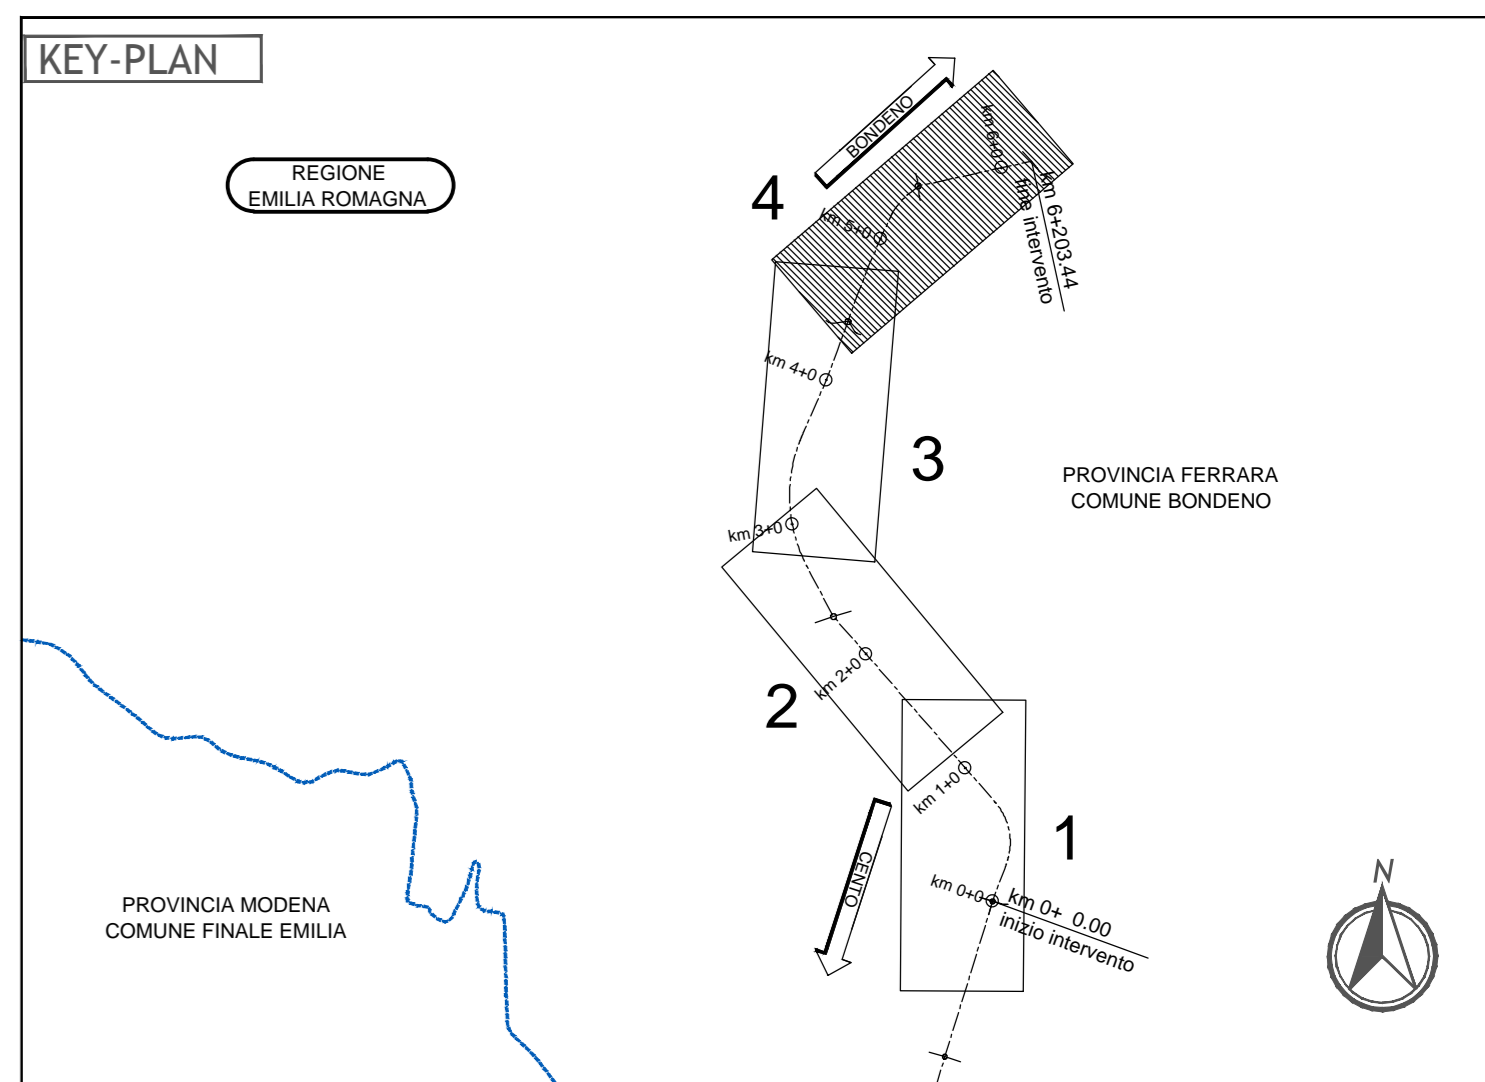 KEY-PLAN
REGIONE
EMILIA ROMAGNA
BONDENO
4
km 6+0
km 6+203.44
fine intervento
km 5+0
km 4+0
3
PROVINCIA FERRARA
COMUNE BONDENO
km 3+0
km 2+0
2
km 1+0
1
CENTO
km 0+0
km 0+ 0.00
inizio intervento
PROVINCIA MODENA
COMUNE FINALE EMILIA
N